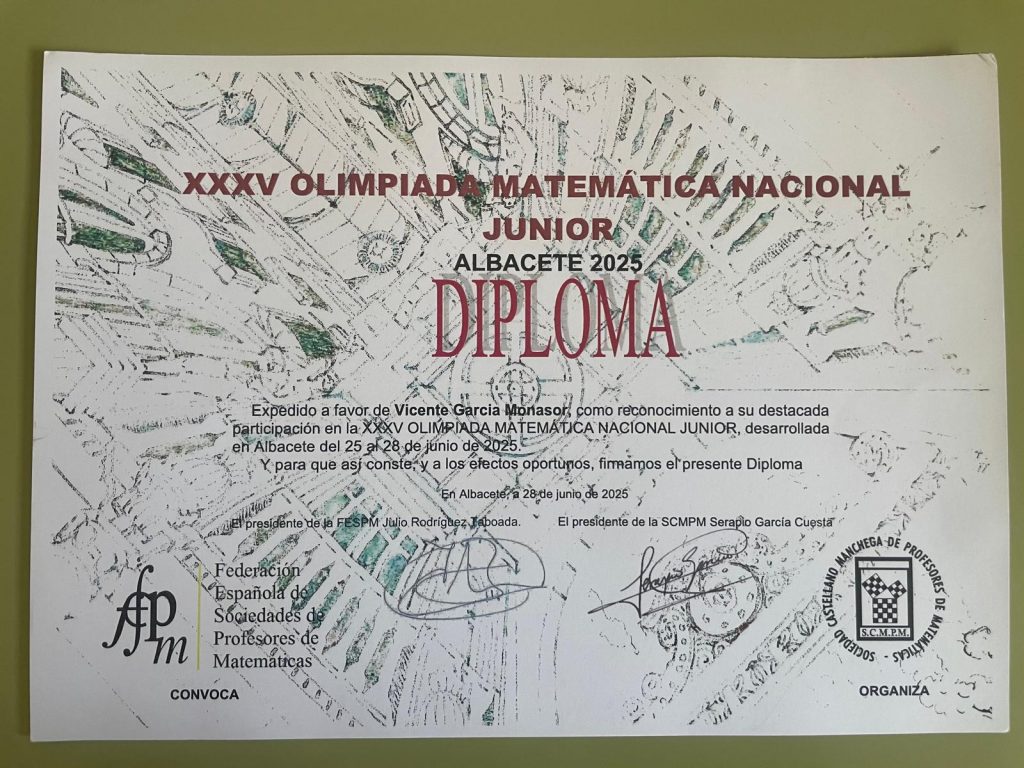 XXXV OLIMPIADA MATEMÁTICA NACIONAL
JUNIOR
ALBACETE 2025
DIPLOMA
Expedido a favor de Vicente García Monasor, como reconocimiento a su destacada
participación en la XXXV OLIMPIADA MATEMÁTICA NACIONAL JUNIOR, desarrollada
en Albacete del 25 al 28 de junio de 2025.
Y para que así conste, y a los efectos oportunos, firmamos el presente Diploma
En Albacete, a 28 de junio de 2025
El presidente de la FESPM Julio Rodríguez Taboada.
El presidente de la SCMPM Serapio García Cuesta
fespm
Federación
Española de
Sociedades de
Profesores de
Matemáticas
CONVOCA
SOCIEDAD CASTELLANO MANCHEGA DE PROFESORES DE MATEMÁTICAS -
S.C.M.P.M.
ORGANIZA